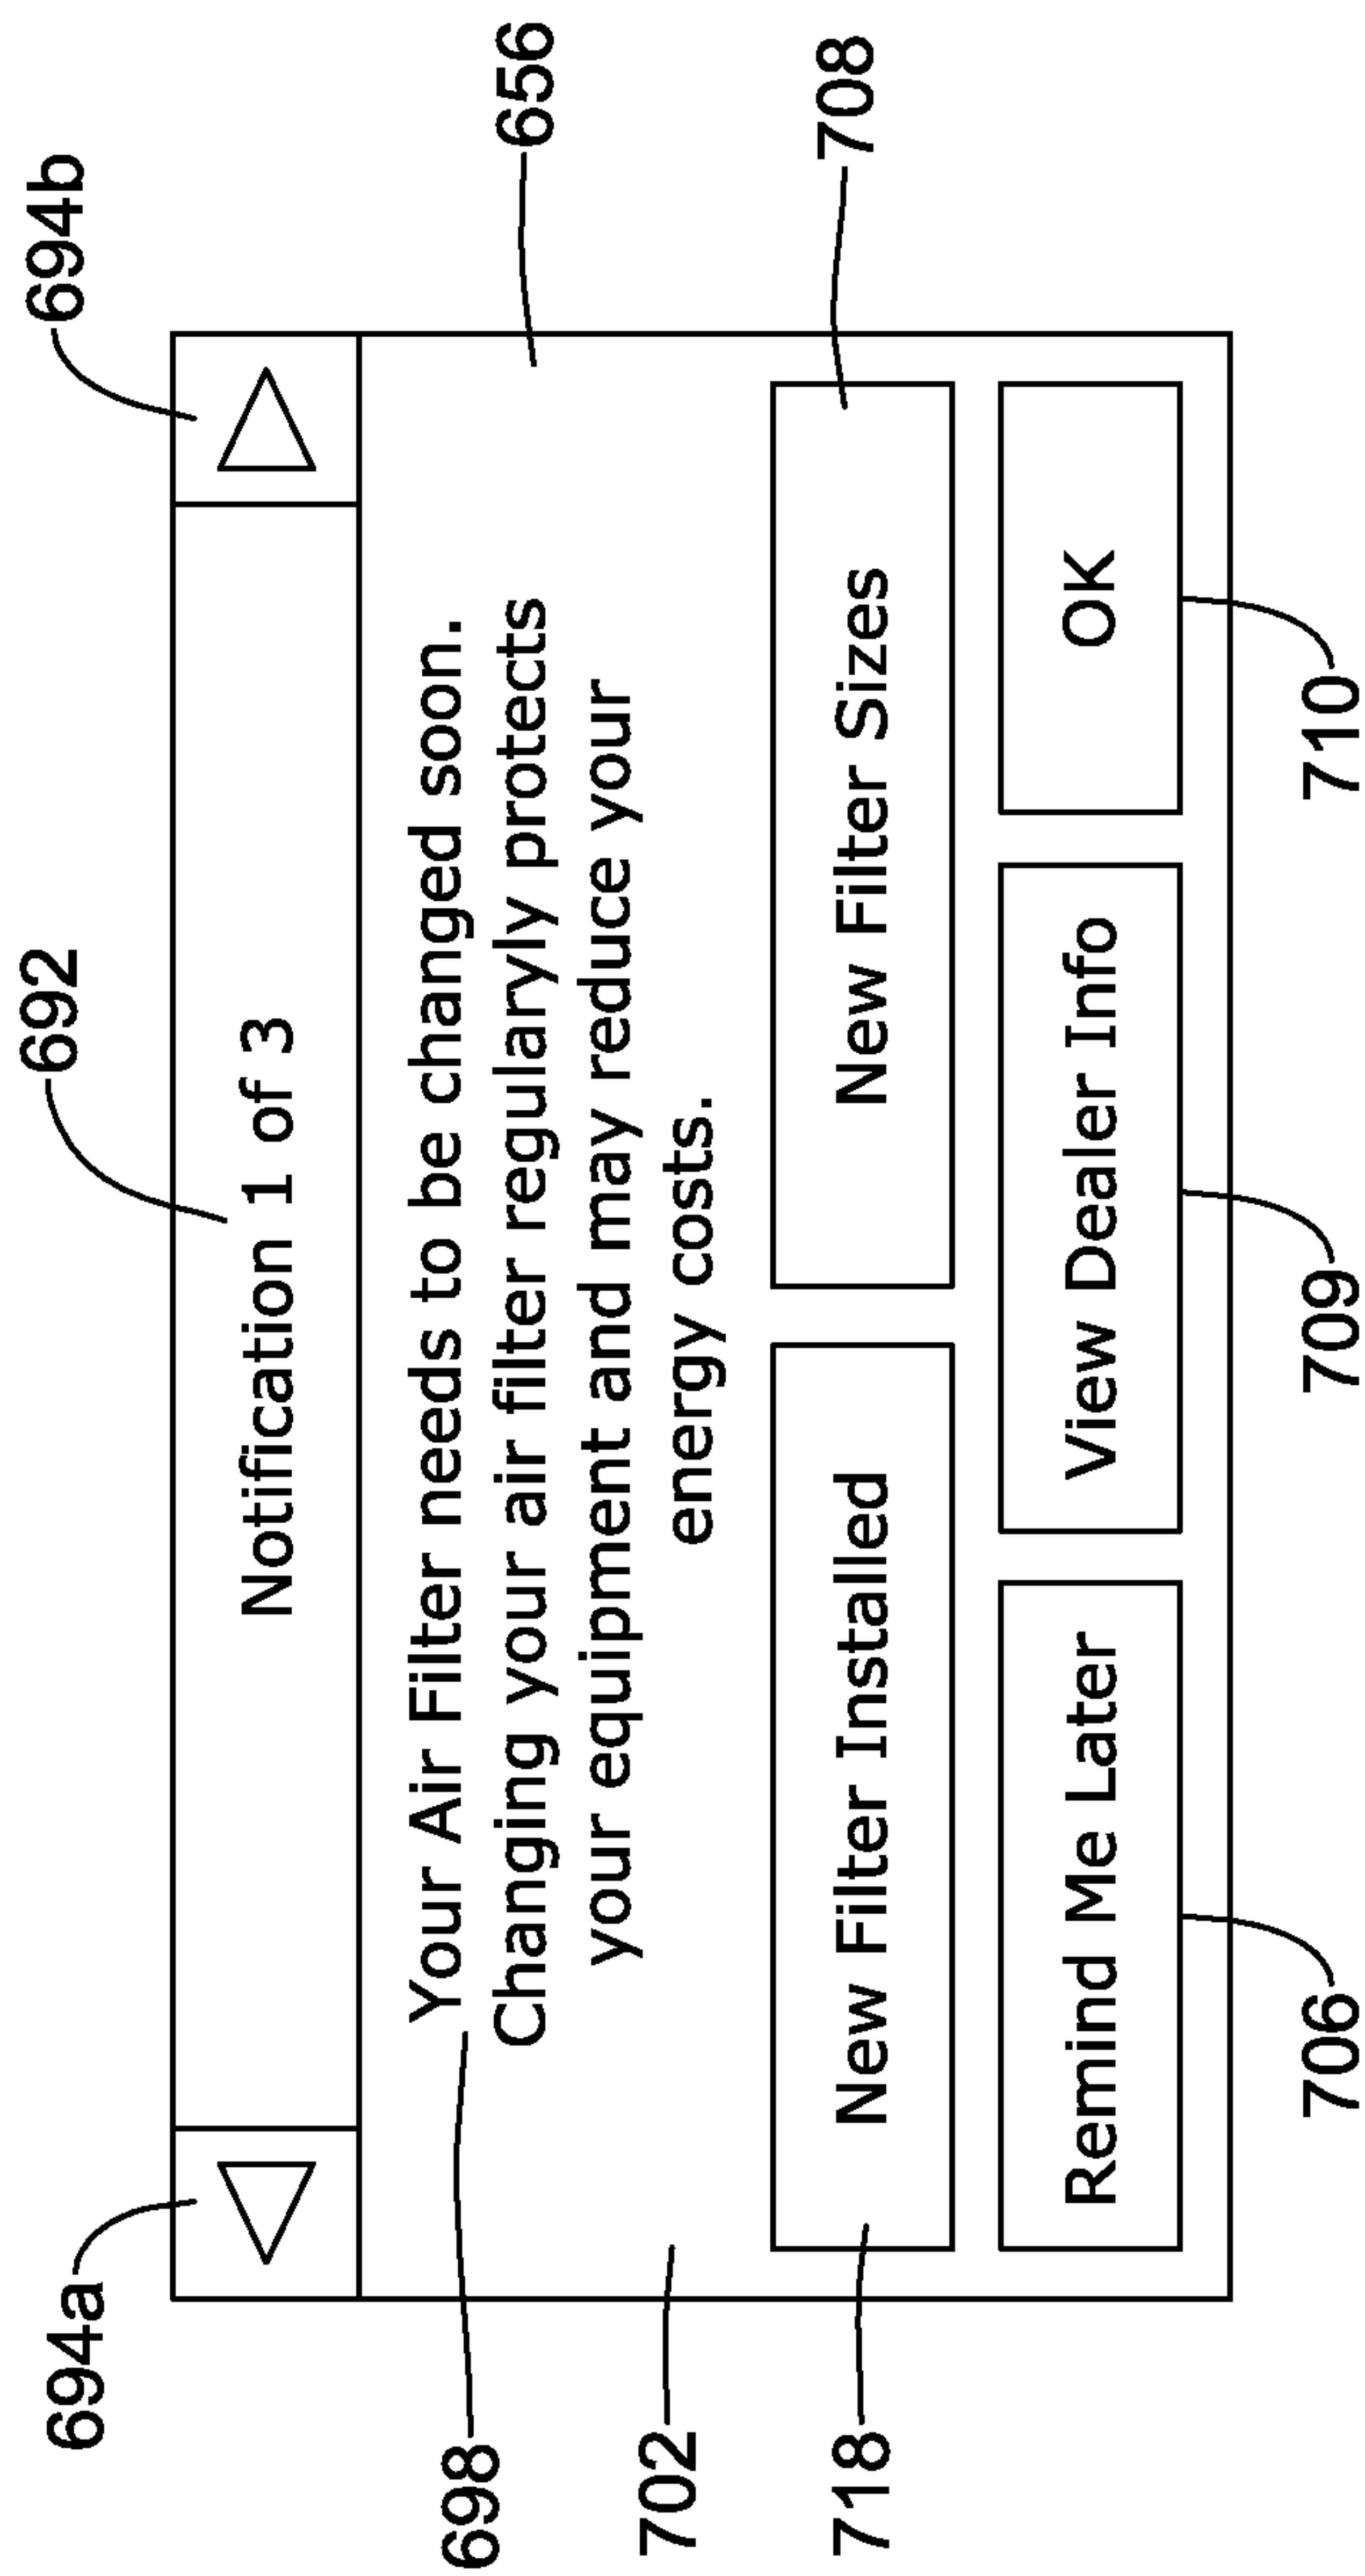 692
694a
694b
Notification 1 of 3
698
Your Air Filter needs to be changed soon.
Changing your air filter regularyly protects
your equipment and may reduce your
energy costs.
656
702
718
New Filter Installed
New Filter Sizes
708
Remind Me Later
View Dealer Info
OK
706
709
710